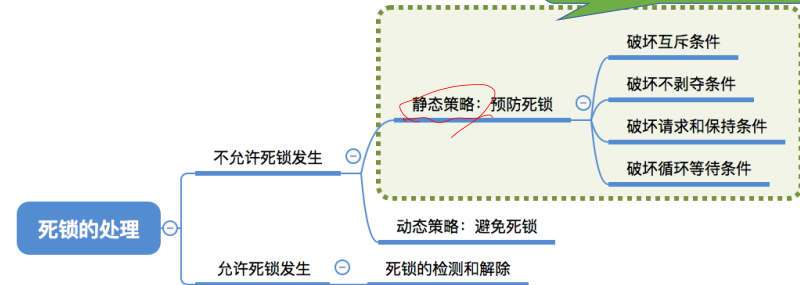 破坏互斥条件
破坏不剥夺条件
静态策略：预防死锁
破坏请求和保持条件
不允许死锁发生
破坏循环等待条件
死锁的处理
动态策略：避免死锁
允许死锁发生
死锁的检测和解除